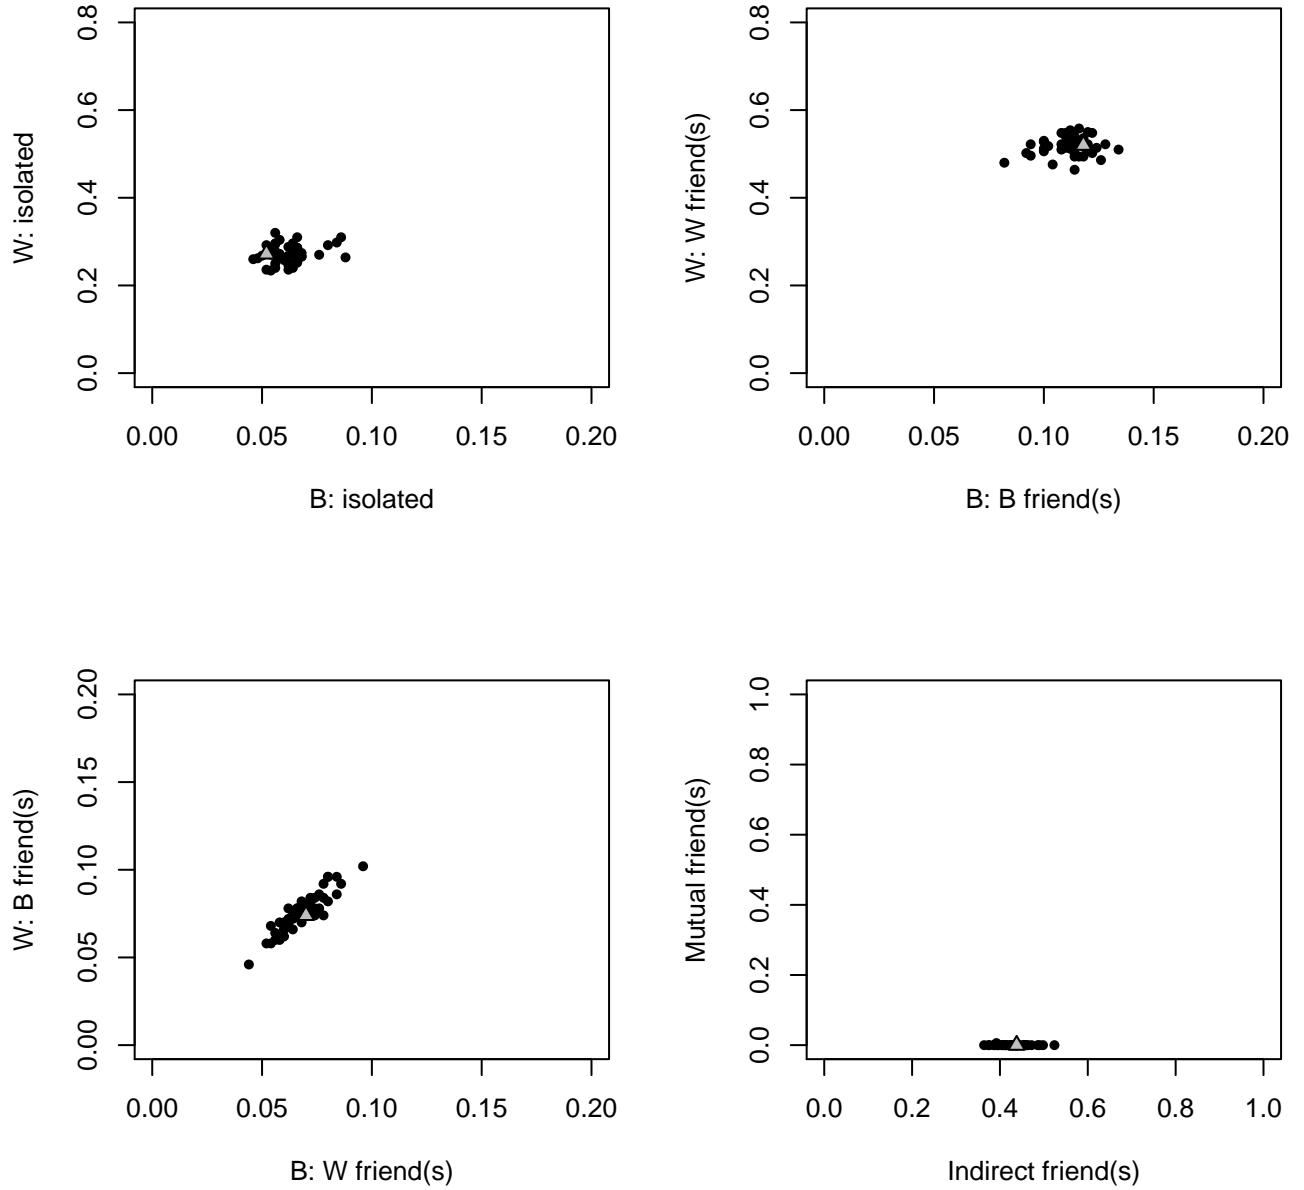 0.8
0.6
0.4
0.2
0.0
W: isolated
0.00 0.05 0.10 0.15 0.20
B: isolated
0.8
0.6
0.4
0.2
0.0
W: W friend(s)
0.00 0.05 0.10 0.15 0.20
B: B friend(s)
0.20
0.15
0.10
0.05
0.00
W: B friend(s)
0.00 0.05 0.10 0.15 0.20
B: W friend(s)
1.0
0.8
0.6
0.4
0.2
0.0
Mutual friend(s)
0.0 0.2 0.4 0.6 0.8 1.0
Indirect friend(s)